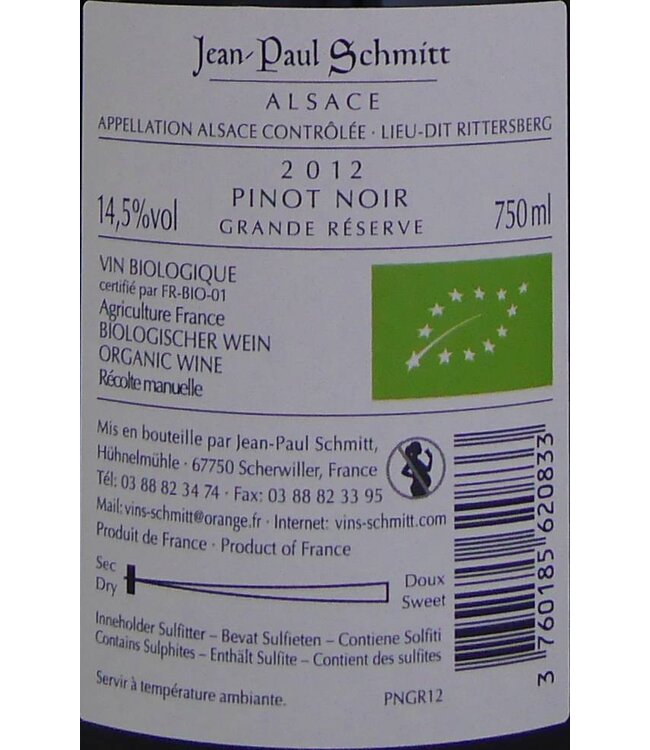 Jean-Paul Schmitt
ALSACE
APPELLATION ALSACE CONTRÔLÉE · LIEU-DIT RITTERSBERG
2012
PINOT NOIR
14,5%vol
GRANDE RÉSERVE
750 ml
VIN BIOLOGIQUE
certifié par FR-BIO-01
Agriculture France
BIOLOGISCHER WEIN
ORGANIC WINE
Récolte manuelle
Mis en bouteille par Jean-Paul Schmitt,
Hühnelmühle · 67750 Scherwiller, France
Tél: 03 88 82 34 74 · Fax: 03 88 82 33 95
Mail: vins-schmitt@orange.fr · Internet: vins-schmitt.com
Produit de France · Product of France
Sec
Dry
Doux
Sweet
Inneholder Sulfitter – Bevat Sulfieten – Contiene Solfiti
Contains Sulphites – Enthält Sulfite – Contient des sulfites
Servir à température ambiante.
PNGR12
3 760185 620833